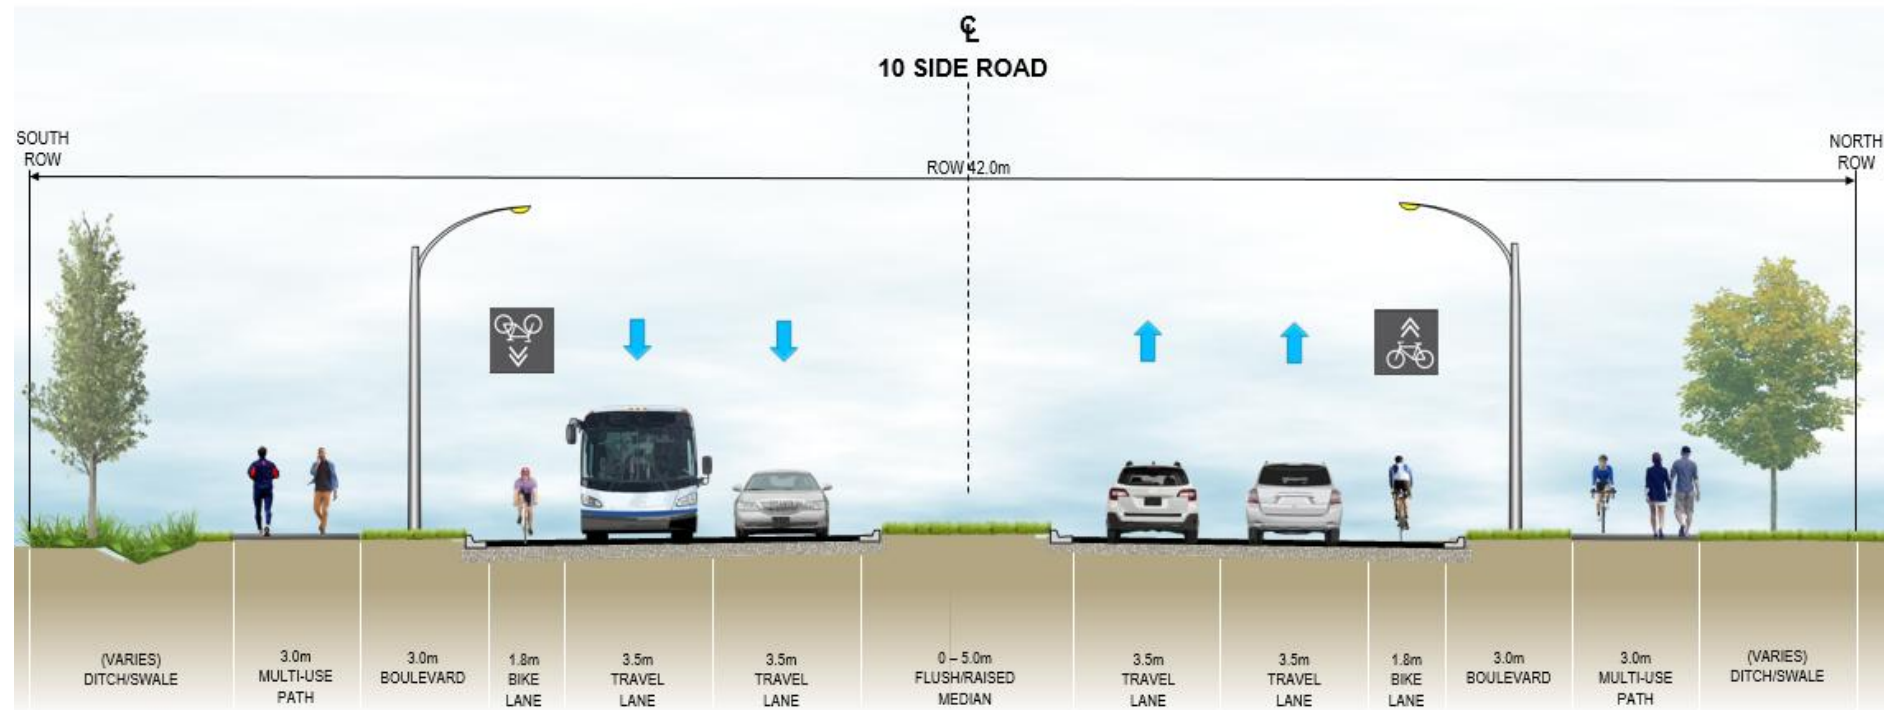 ℄
10 SIDE ROAD
SOUTH
ROW
NORTH
ROW
ROW 42.0m
(VARIES)
DITCH/SWALE
3.0m
MULTI-USE
PATH
3.0m
BOULEVARD
1.8m
BIKE
LANE
3.5m
TRAVEL
LANE
3.5m
TRAVEL
LANE
0 – 5.0m
FLUSH/RAISED
MEDIAN
3.5m
TRAVEL
LANE
3.5m
TRAVEL
LANE
1.8m
BIKE
LANE
3.0m
BOULEVARD
3.0m
MULTI-USE
PATH
(VARIES)
DITCH/SWALE